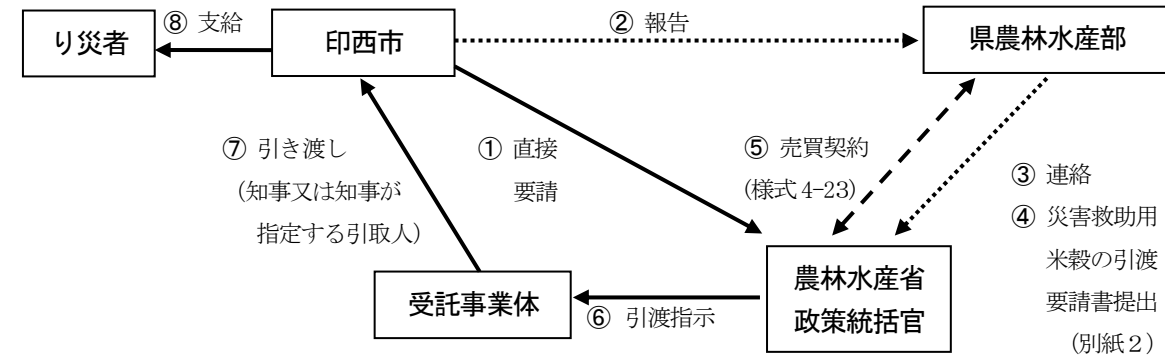 り災者
⑧ 支給
印西市
② 報告
県農林水産部
⑦ 引き渡し
(知事又は知事が
指定する引取人)
① 直接
要請
⑤ 売買契約
(様式 4-23)
③ 連絡
④ 災害救助用
米穀の引渡
要請書提出
(別紙2)
受託事業体
⑥ 引渡指示
農林水産省
政策統括官